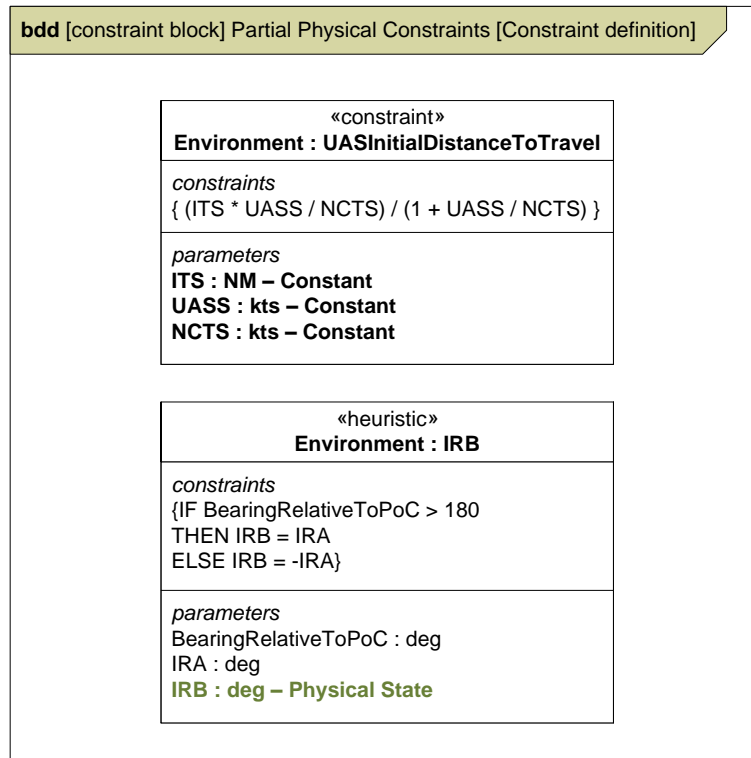 bdd [constraint block] Partial Physical Constraints [Constraint definition]
«constraint»
Environment : UASInitialDistanceToTravel
constraints
{ (ITS * UASS / NCTS) / (1 + UASS / NCTS) }
parameters
ITS : NM – Constant
UASS : kts – Constant
NCTS : kts – Constant
«heuristic»
Environment : IRB
constraints
{IF BearingRelativeToPoC > 180
THEN IRB = IRA
ELSE IRB = -IRA}
parameters
BearingRelativeToPoC : deg
IRA : deg
IRB : deg – Physical State